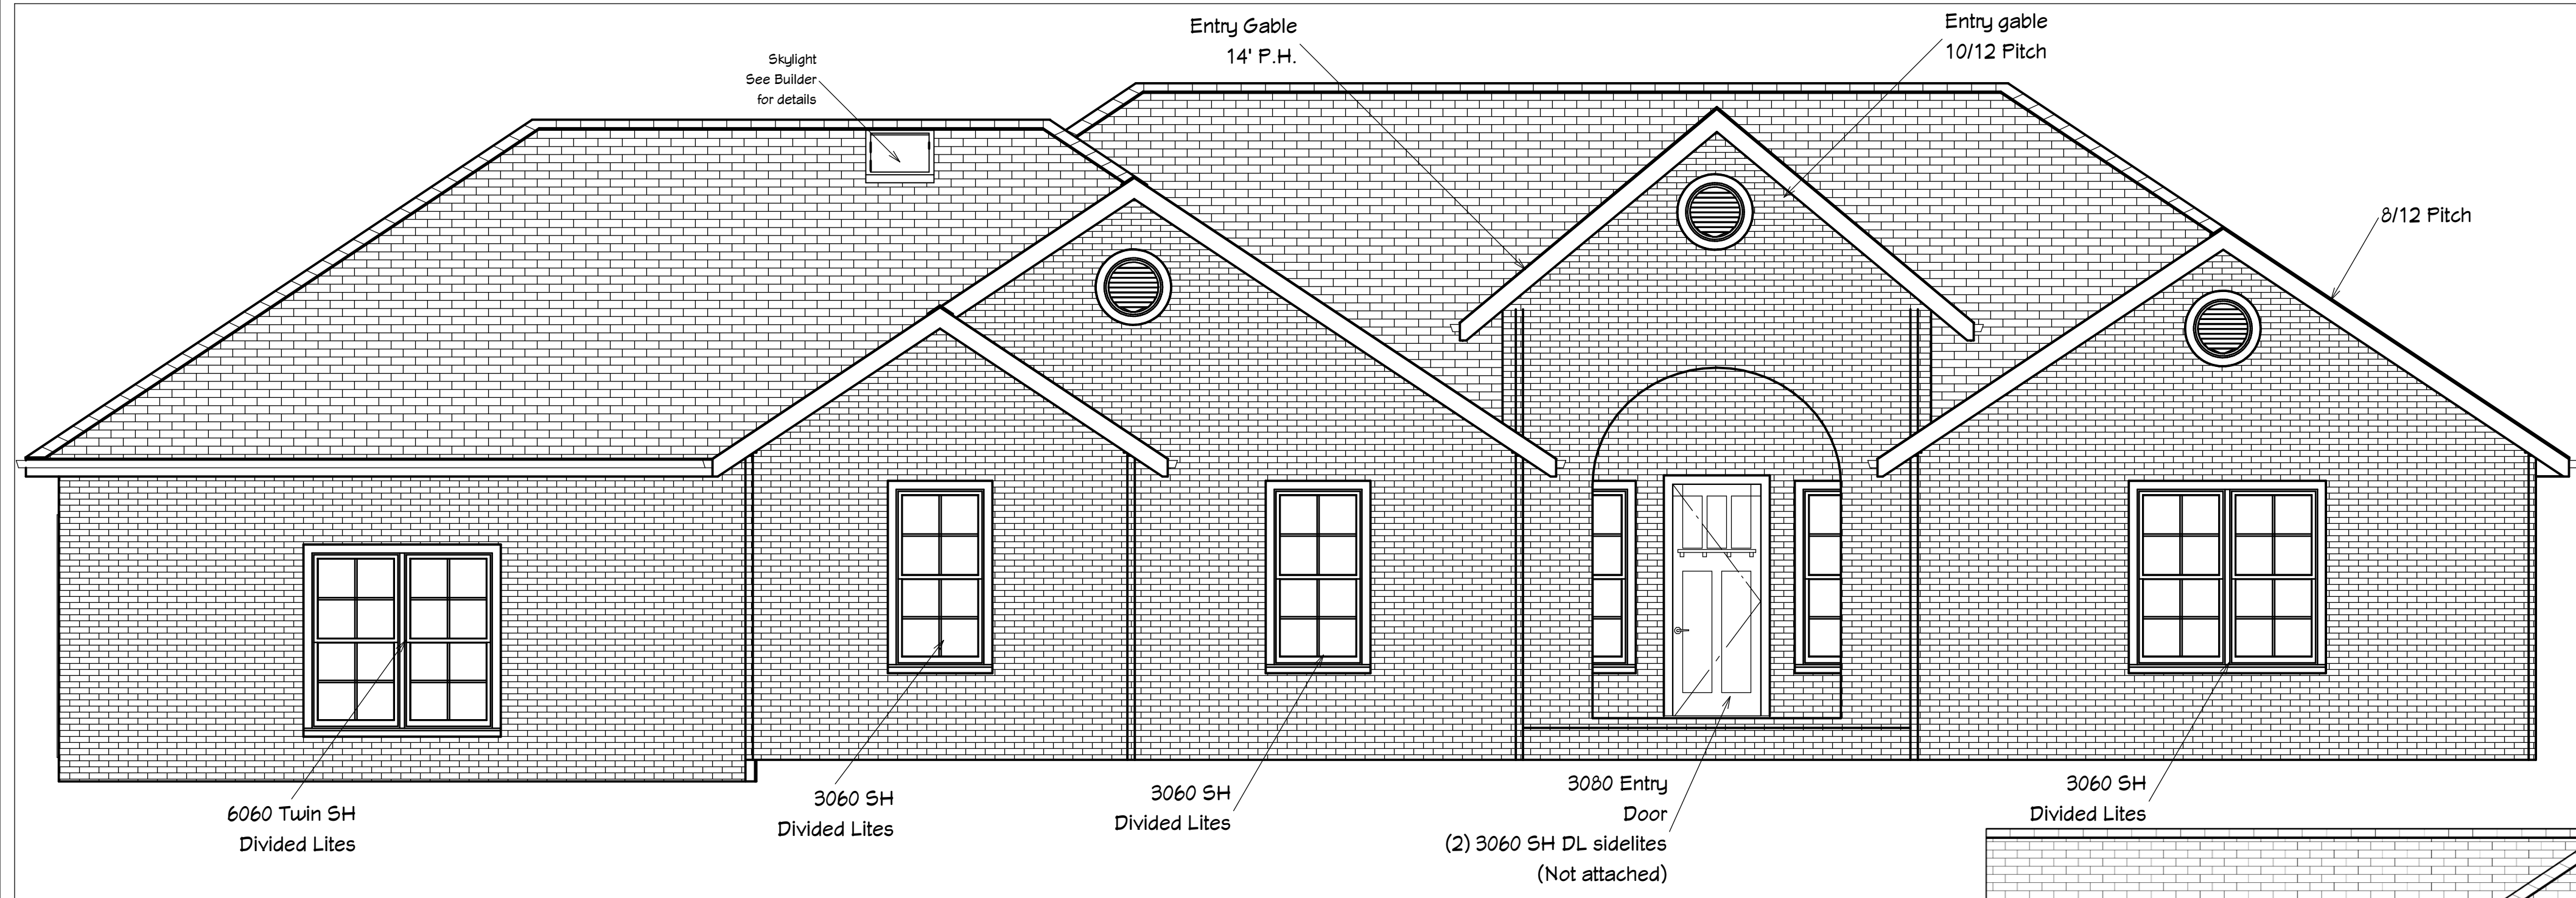 Entry Gable
14' P.H.
Entry gable
10/12 Pitch
Skylight
See Builder
for details
8/12 Pitch
6060 Twin SH
Divided Lites
3060 SH
Divided Lites
3060 SH
Divided Lites
3080 Entry
Door
(2) 3060 SH DL sidelites
(Not attached)
3060 SH
Divided Lites